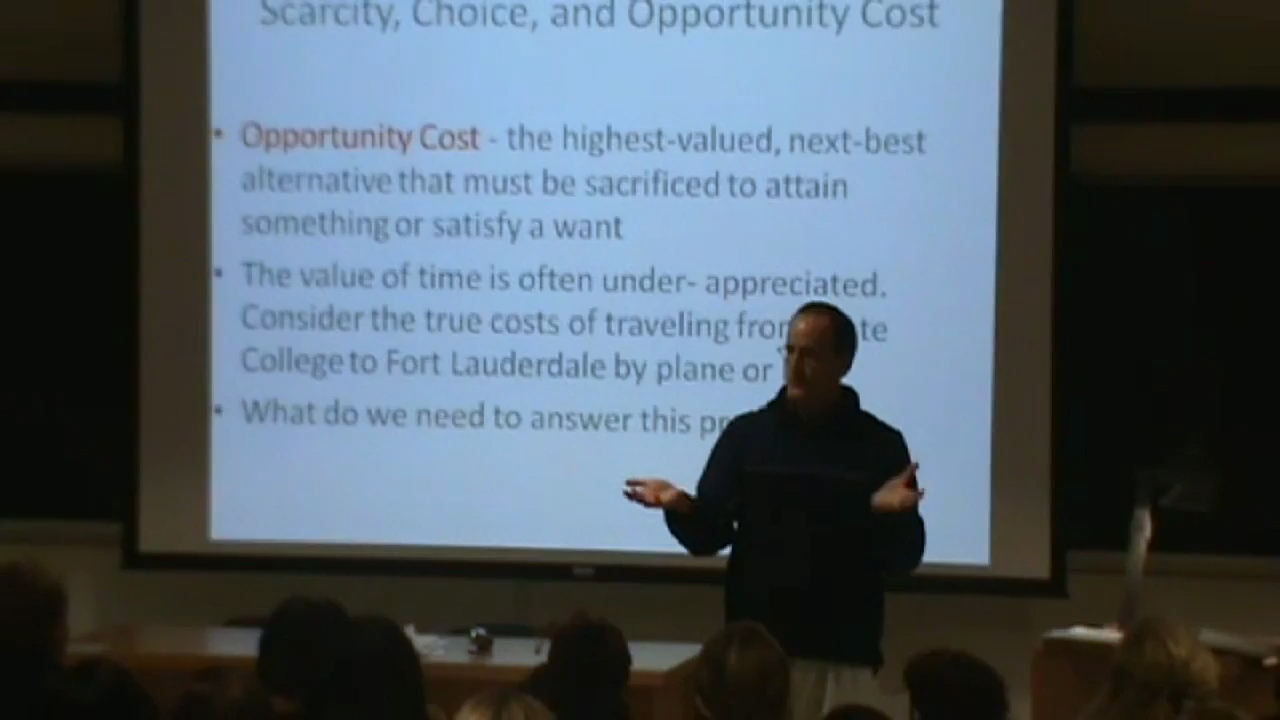 Scarcity, Choice, and Opportunity Cost
• Opportunity Cost - the highest-valued, next-best
alternative that must be sacrificed to attain
something or satisfy a want
• The value of time is often under- appreciated.
Consider the true costs of traveling from te
College to Fort Lauderdale by plane or
• What do we need to answer this